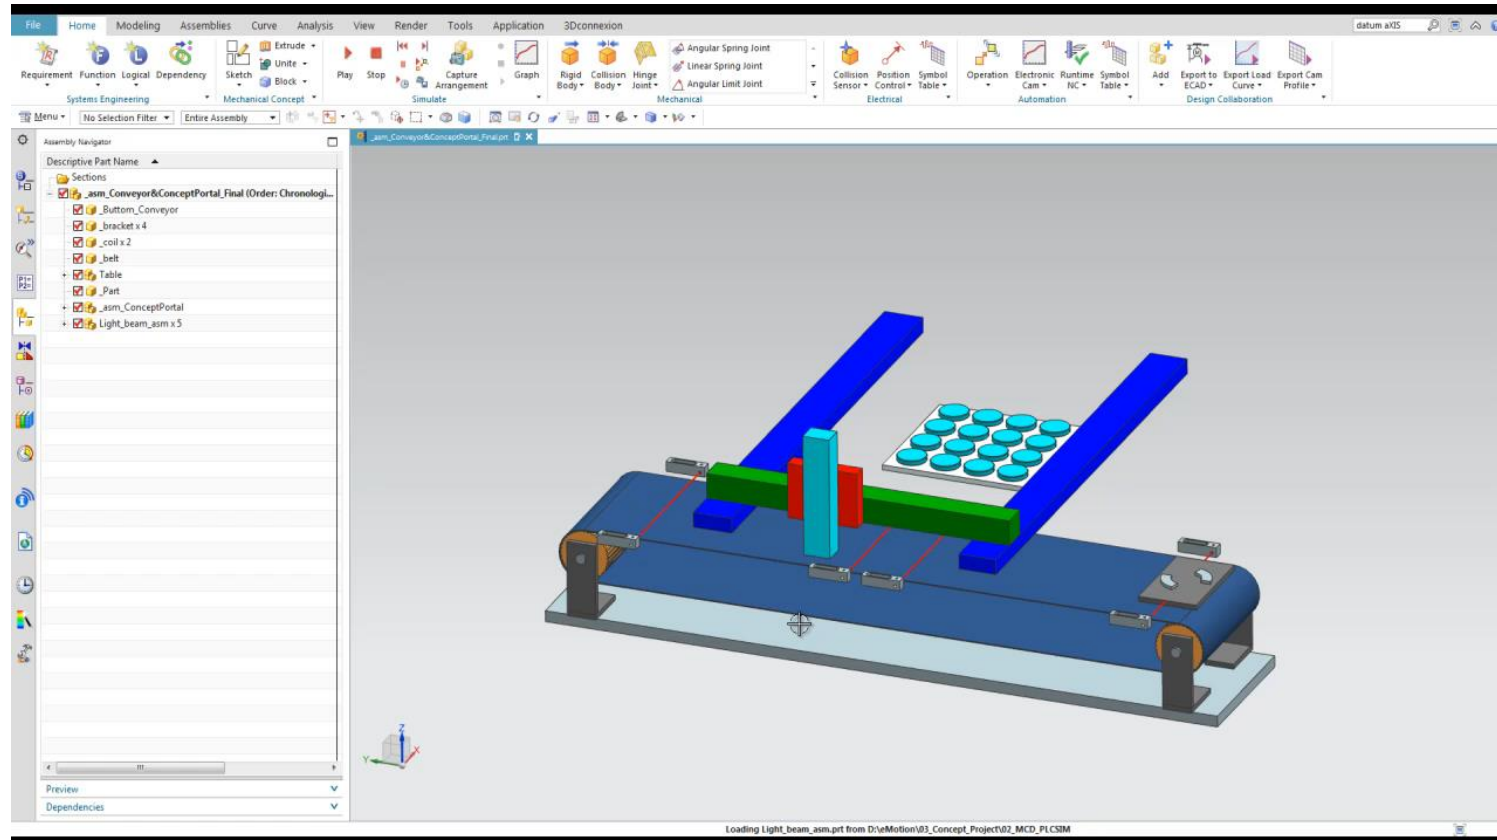 File Home Modeling Assemblies Curve Analysis View Render Tools Application 3Dconnexion datum aXIS
Extrude
Unite
Block
Angular Spring Joint
Linear Spring Joint
Angular Limit Joint
Requirement Function Logical Dependency Sketch Play Stop Capture Arrangement Graph Rigid Body Collision Body Hinge Joint Collision Sensor Position Control Symbol Table Operation Electronic Cam Runtime NC Symbol Table Add Export to ECAD Export Load Curve Export Cam Profile
Systems Engineering Mechanical Concept Simulate Mechanical Electrical Automation Design Collaboration
Menu No Selection Filter Entire Assembly
Assembly Navigator _asm_Conveyor&ConceptPortal_Final.prt
Descriptive Part Name
Sections
_asm_Conveyor&ConceptPortal_Final (Order: Chronologi...
_Buttom_Conveyor
_bracket x 4
_coil x 2
_belt
Table
_Part
_asm_ConceptPortal
Light_beam_asm x 5
Z
Y X
Preview
Dependencies
Loading Light_beam_asm.prt from D:\eMotion\03_Concept_Project\02_MCD_PLCSIM